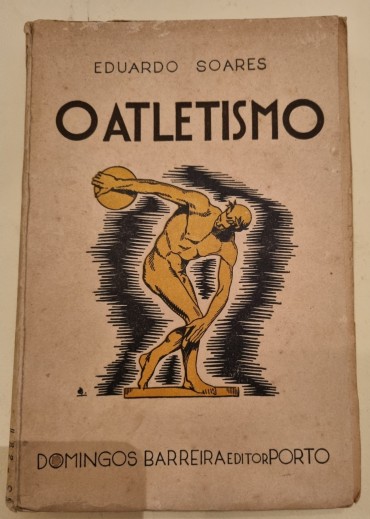 EDUARDO SOARES
O ATLETISMO
DOMINGOS BARREIRA EDITOR PORTO